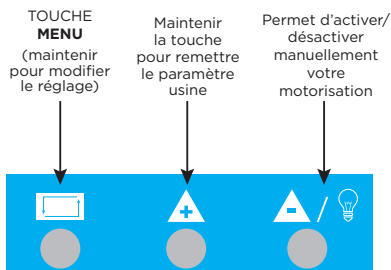 TOUCHE
MENU
(maintenir
pour modifier
le réglage)
Maintenir
la touche
pour remettre
le paramètre
usine
Permet d'activer/
désactiver
manuellement
votre
motorisation
+
- /